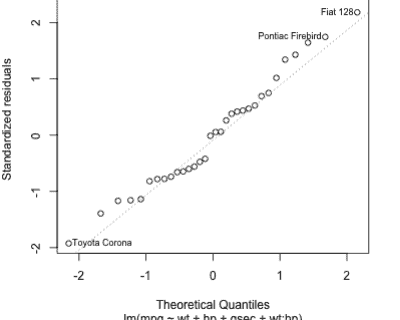 Fiat 128
Pontiac Firebird
2
1
0
-1
-2
Standardized residuals
Toyota Corona
-2 -1 0 1 2
Theoretical Quantiles
lm(mpg ~ wt + hp + qsec + wt:hp)